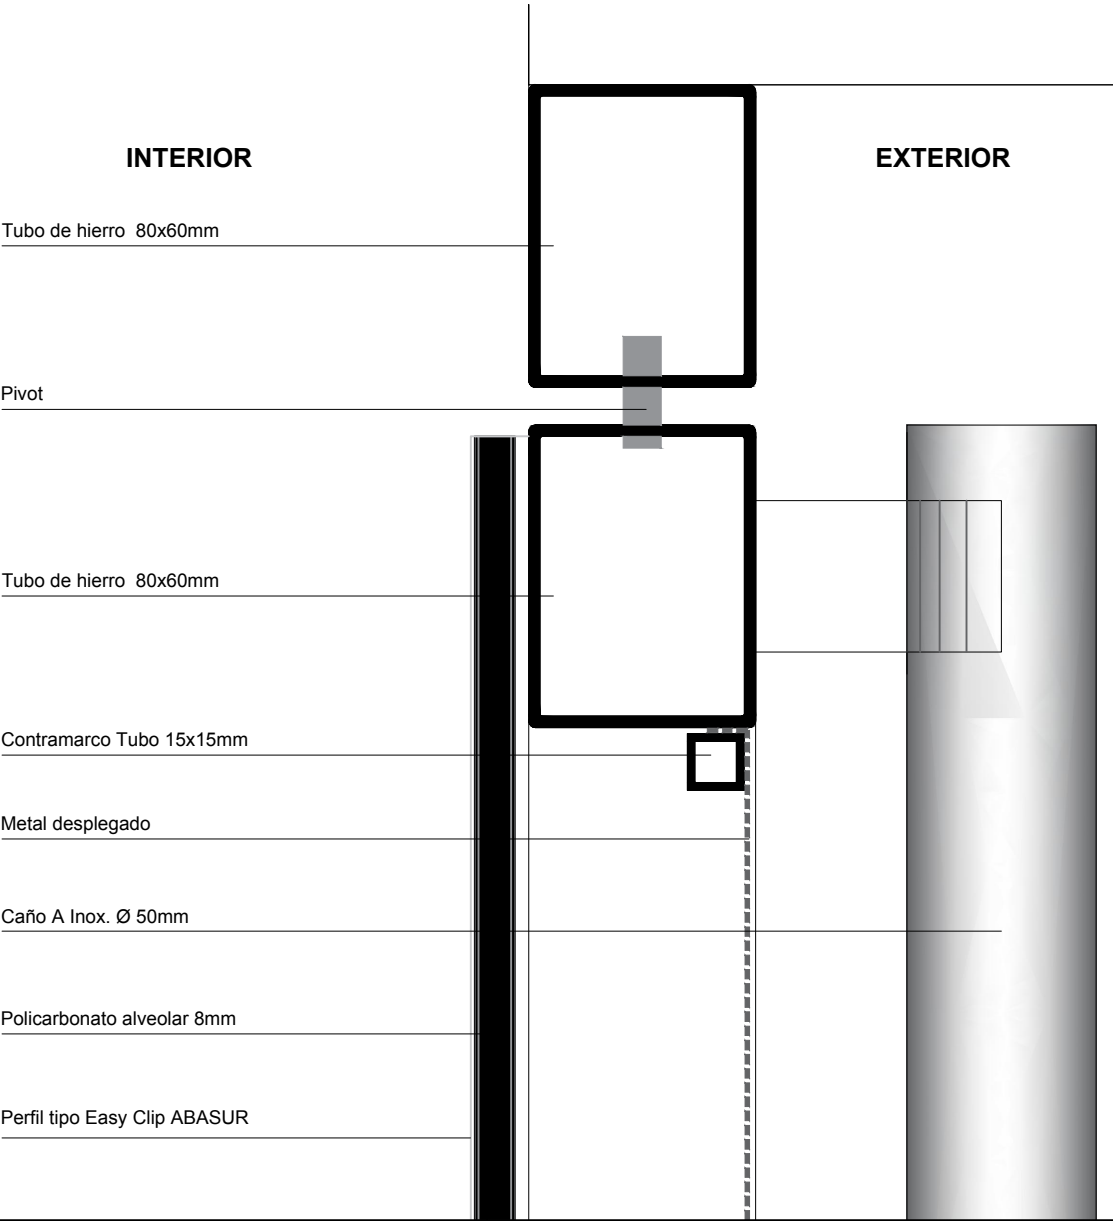 INTERIOR
EXTERIOR
Tubo de hierro  80x60mm
Pivot
Tubo de hierro  80x60mm
Contramarco Tubo 15x15mm
Metal desplegado
Caño A Inox. Ø 50mm
Policarbonato alveolar 8mm
Perfil tipo Easy Clip ABASUR